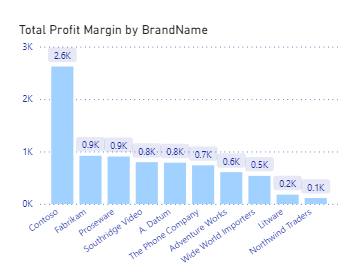 Total Profit Margin by BrandName
3K
2K
1K
0K
2.6K
0.9K
0.9K
0.8K
0.8K
0.7K
0.6K
0.5K
0.2K
0.1K
Contoso
Fabrikam
Proseware
Southridge Video
A. Datum
The Phone Company
Adventure Works
Wide World Importers
Litware
Northwind Traders